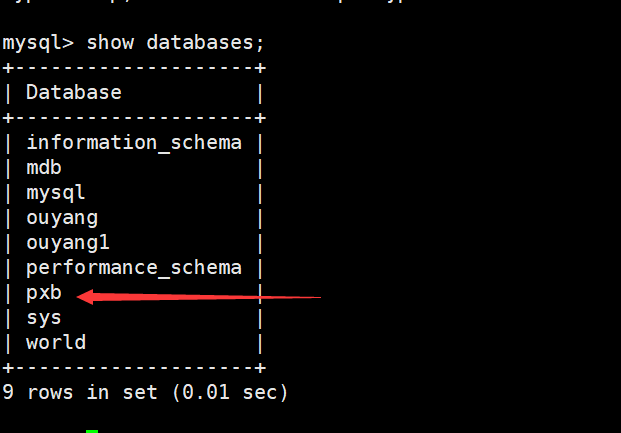 mysql> show databases;
+--------------------+
| Database           |
+--------------------+
| information_schema |
| mdb                |
| mysql              |
| ouyang             |
| ouyang1            |
| performance_schema |
| pxb                |
| sys                |
| world              |
+--------------------+
9 rows in set (0.01 sec)